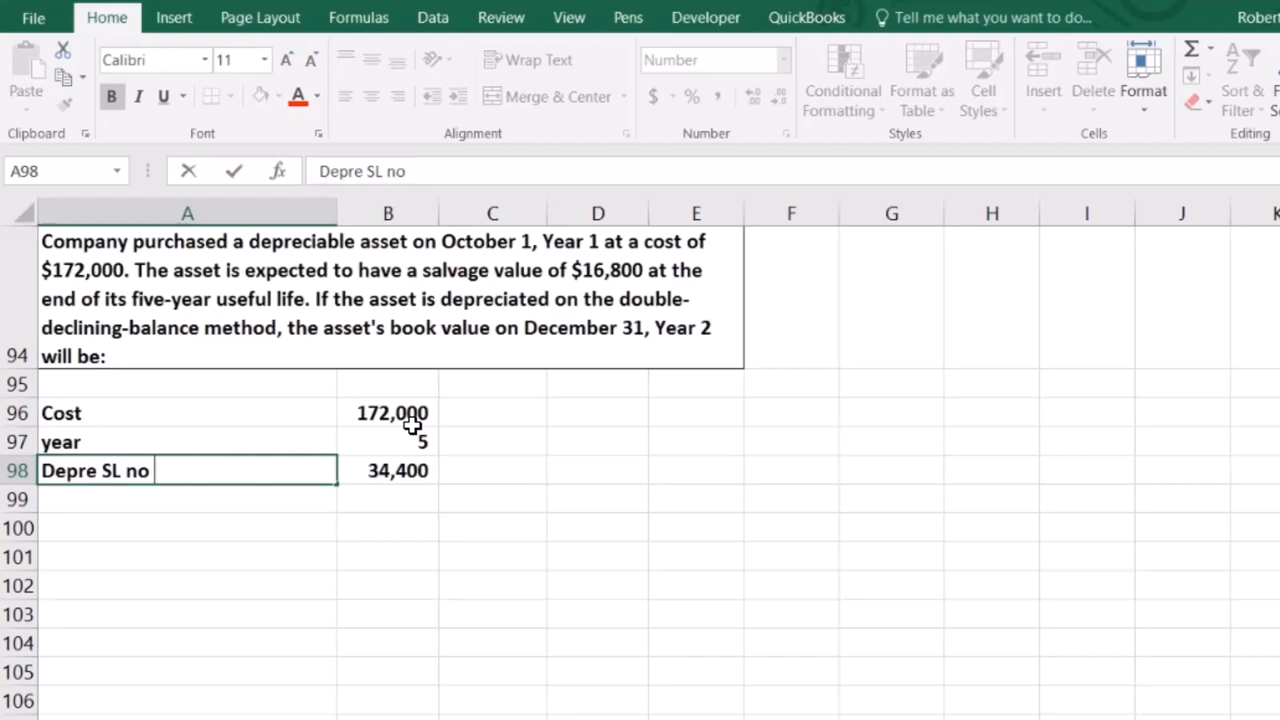 File Home Insert Page Layout Formulas Data Review View Pens Developer QuickBooks Tell me what you want to do... Robert
Paste Calibri 11 A A Wrap Text Number Conditional Format as Cell Insert Delete Format Σ Sort &
B I U A Merge & Center $ % Formatting Table Styles Filter
Clipboard Font Alignment Number Styles Cells Editing
A98 fx Depre SL no
A B C D E F G H I J K
Company purchased a depreciable asset on October 1, Year 1 at a cost of
$172,000. The asset is expected to have a salvage value of $16,800 at the
end of its five-year useful life. If the asset is depreciated on the double-
declining-balance method, the asset's book value on December 31, Year 2
94 will be:
95
96 Cost 172,000
97 year 5
98 Depre SL no 34,400
99
100
101
102
103
104
105
106